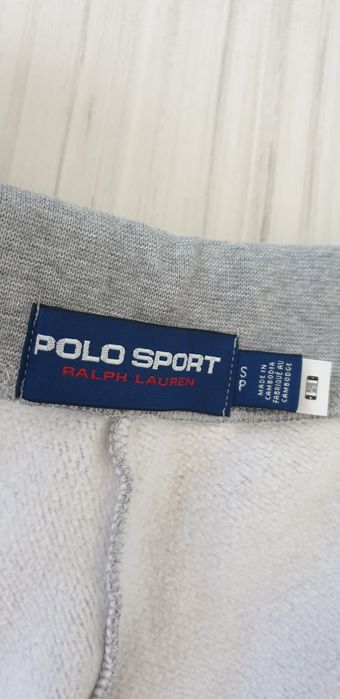 POLO SPORT
RALPH LAUREN
S
P
MADE IN
CAMBODIA
FABRIQUÉ AU
CAMBODGE